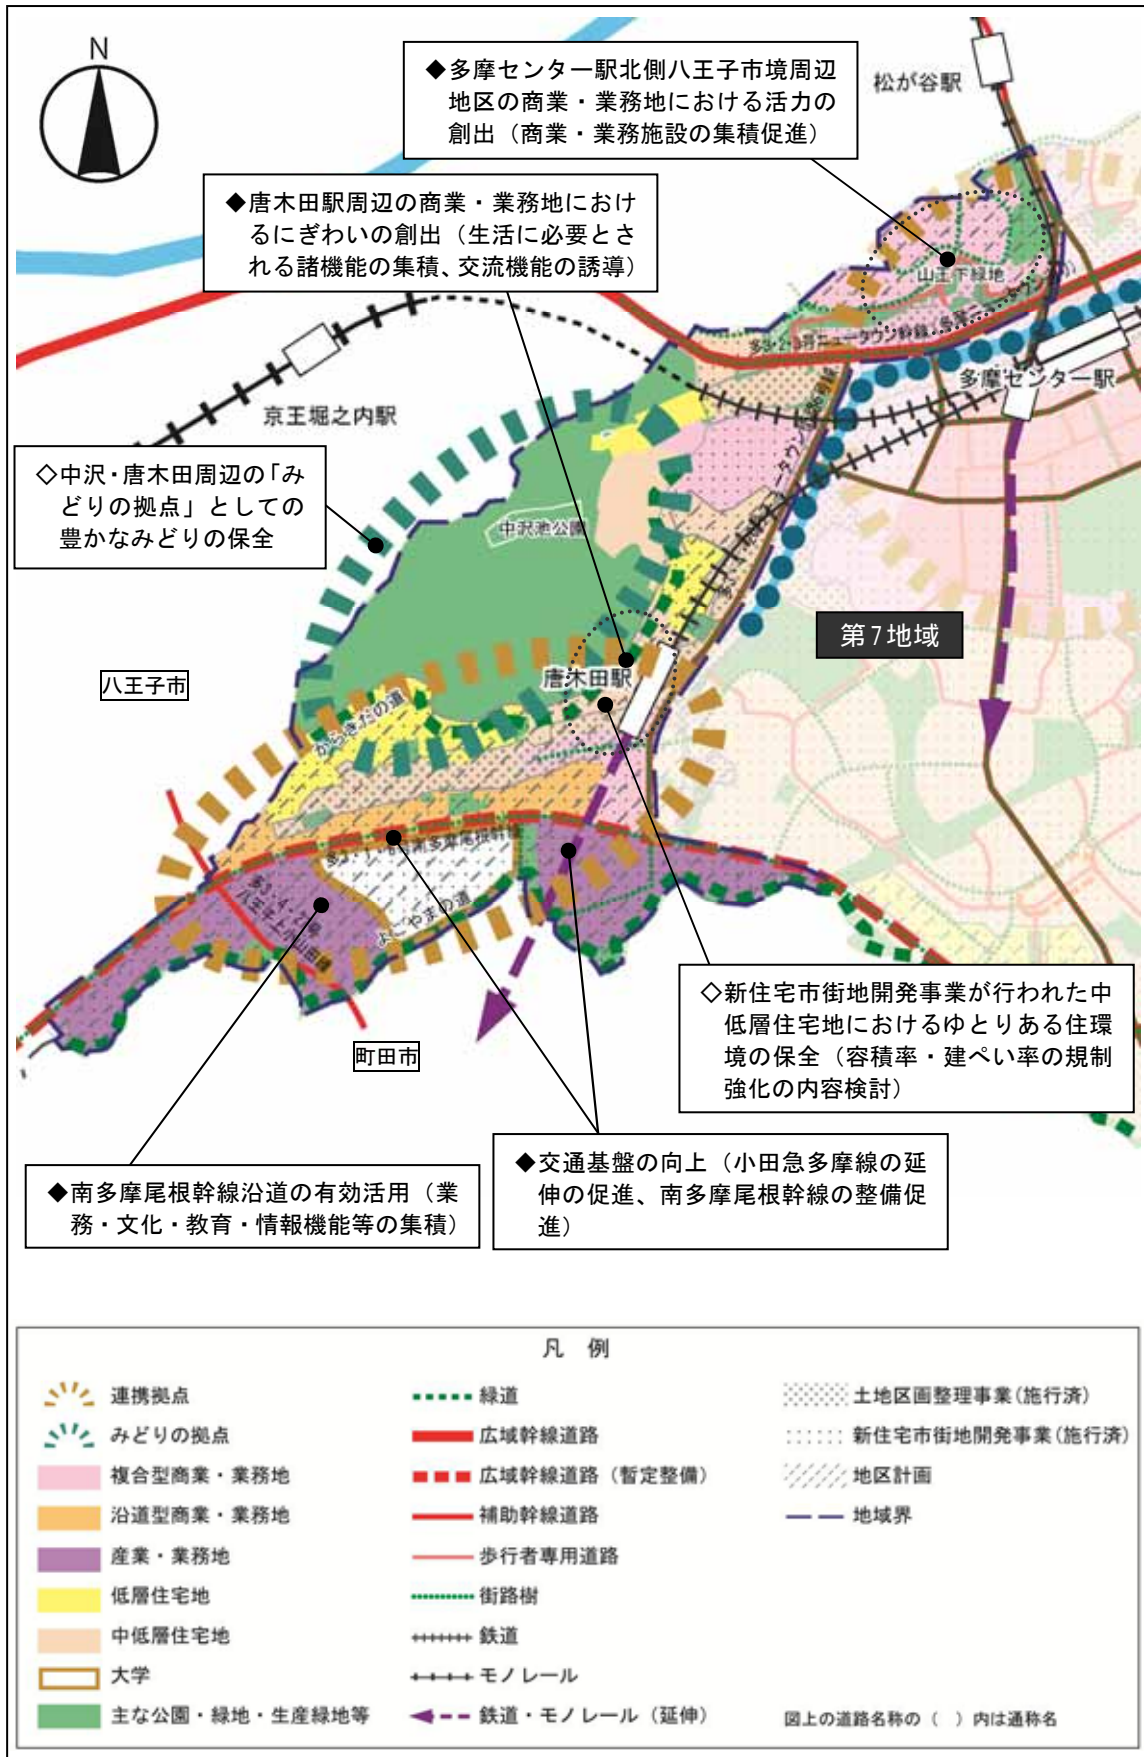 N
◆多摩センター駅北側八王子市境周辺
地区の商業・業務地における活力の
創出（商業・業務施設の集積促進）
松が谷駅
◆唐木田駅周辺の商業・業務地におけ
るにぎわいの創出（生活に必要とさ
れる諸機能の集積、交流機能の誘導）
山王下緑地
多3・2・3号ニュータウン幹線
多摩センター駅
京王堀之内駅
◇中沢・唐木田周辺の「み
どりの拠点」としての
豊かなみどりの保全
中沢池公園
第7地域
八王子市
唐木田駅
からきだの道
南多摩尾根幹線
よこやまの道
町田市
◇新住宅市街地開発事業が行われた中
低層住宅地におけるゆとりある住環
境の保全（容積率・建ぺい率の規制
強化の内容検討）
◆南多摩尾根幹線沿道の有効活用（業
務・文化・教育・情報機能等の集積）
◆交通基盤の向上（小田急多摩線の延
伸の促進、南多摩尾根幹線の整備促
進）
凡 例
連携拠点
みどりの拠点
複合型商業・業務地
沿道型商業・業務地
産業・業務地
低層住宅地
中低層住宅地
大学
主な公園・緑地・生産緑地等
緑道
広域幹線道路
広域幹線道路（暫定整備）
補助幹線道路
歩行者専用道路
街路樹
鉄道
モノレール
鉄道・モノレール（延伸）
土地区画整理事業(施行済)
新住宅市街地開発事業(施行済)
地区計画
地域界
図上の道路名称の（ ）内は通称名